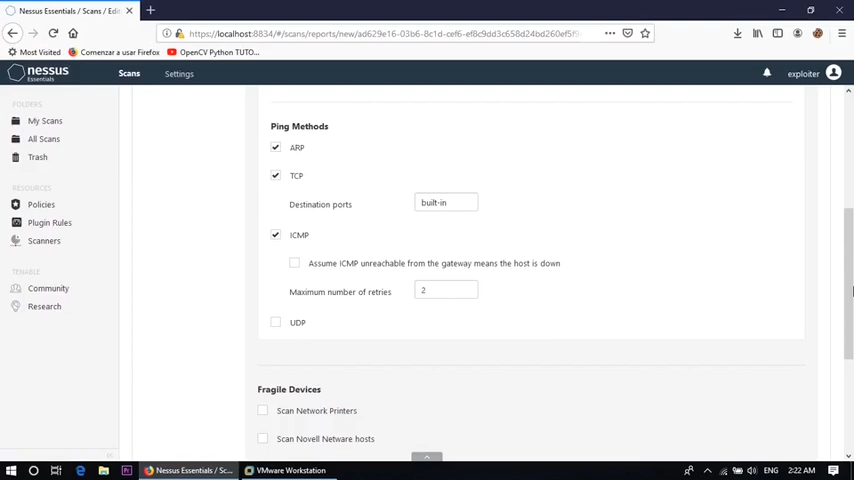 Nessus Essentials / Scans / Edi
https://localhost:8834/#/scans/reports/new/ad629e16-03b6-8c1d-cef6-ef8c9dd3c658d24bd260ef5f9
Most Visited Comenzar a usar Firefox OpenCV Python TUTO...
nessus Essentials Scans Settings exploiter
FOLDERS
My Scans
All Scans
Trash
RESOURCES
Policies
Plugin Rules
Scanners
TENABLE
Community
Research
Ping Methods
ARP
TCP
Destination ports built-in
ICMP
Assume ICMP unreachable from the gateway means the host is down
Maximum number of retries 2
UDP
Fragile Devices
Scan Network Printers
Scan Novell Netware hosts
Nessus Essentials / Sc... VMware Workstation ENG 2:22 AM